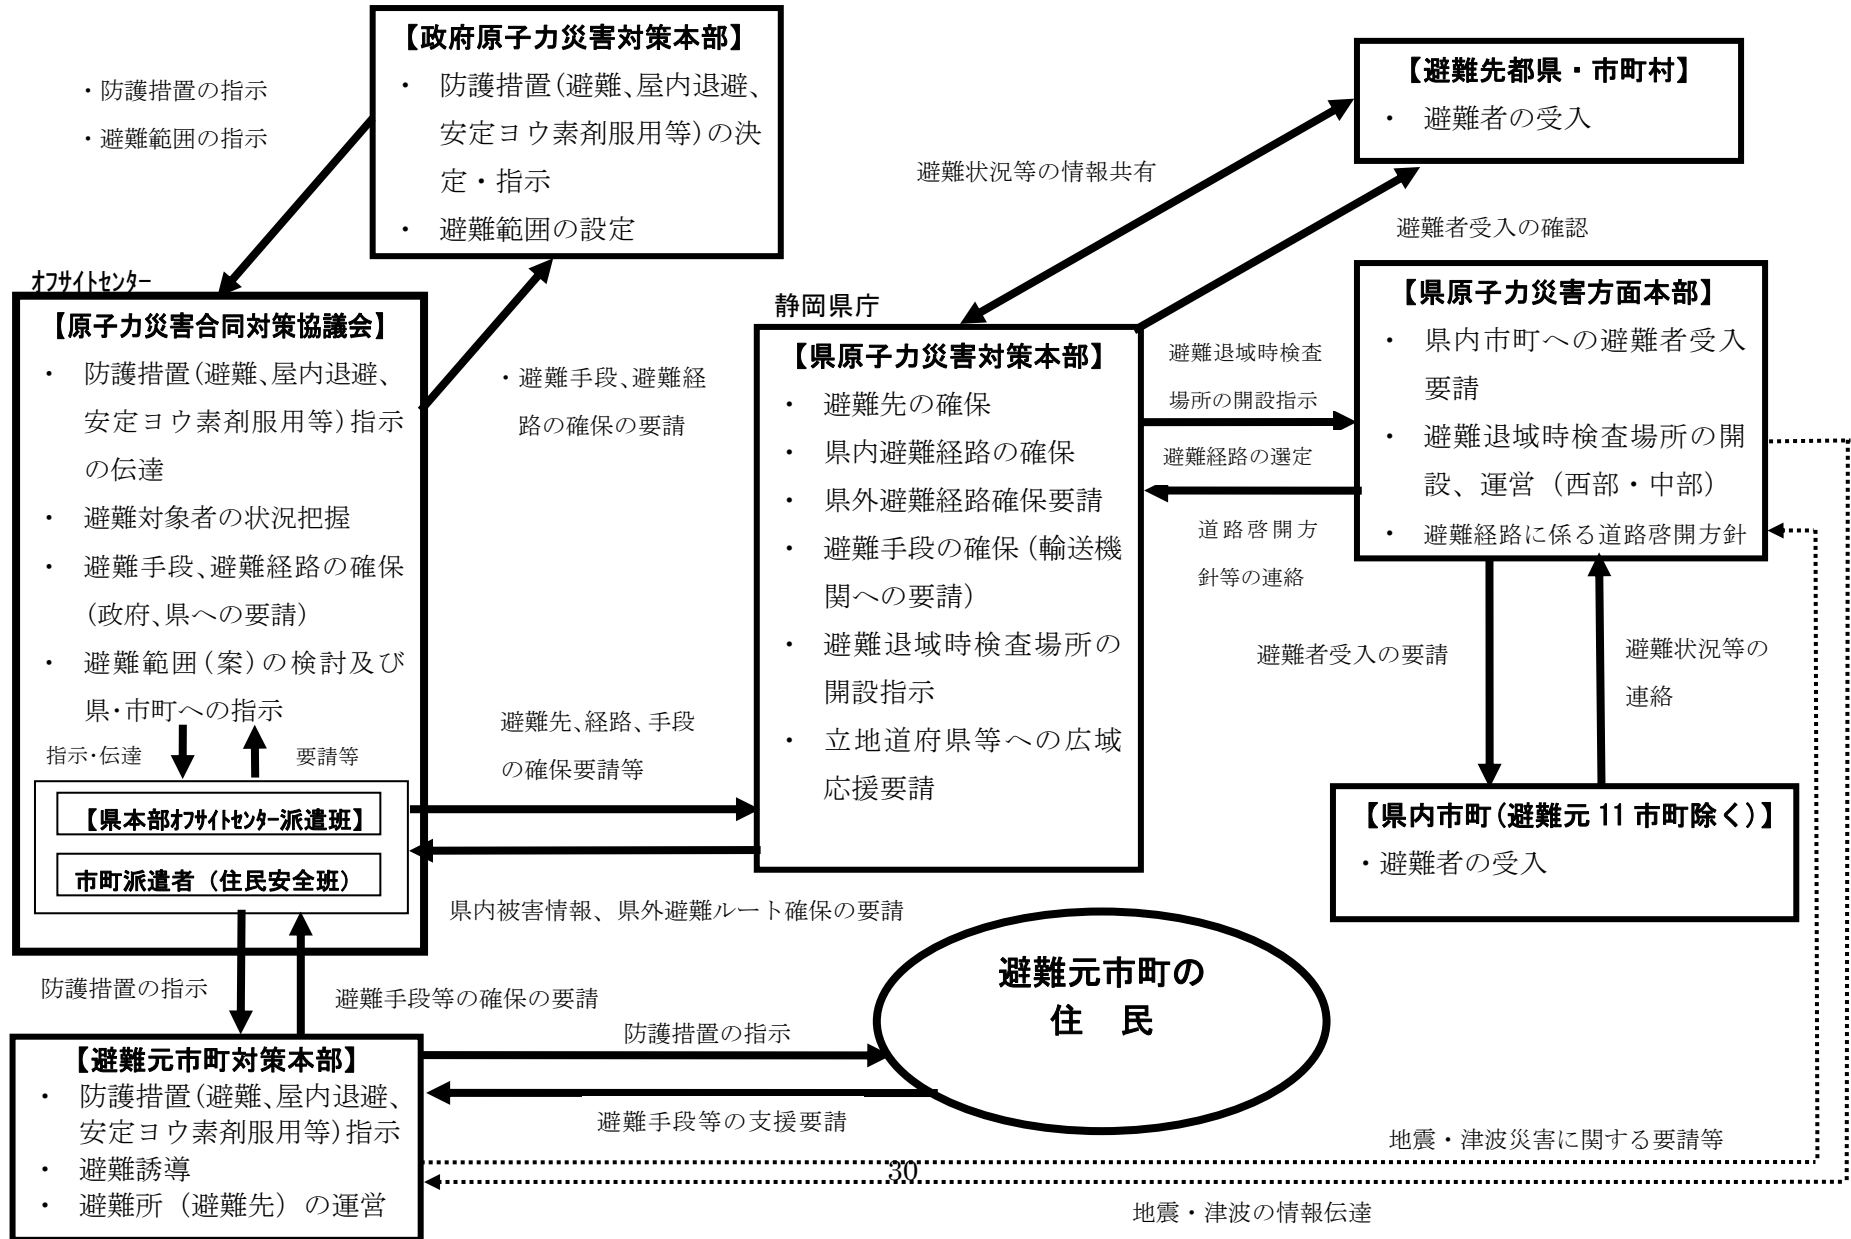 【政府原子力災害対策本部】
・ 防護措置(避難、屋内退避、
安定ヨウ素剤服用等)の決
定・指示
・ 避難範囲の設定
・防護措置の指示
・避難範囲の指示
【避難先都県・市町村】
・ 避難者の受入
避難状況等の情報共有
避難者受入の確認
オフサイトセンター
【原子力災害合同対策協議会】
・ 防護措置(避難、屋内退避、
安定ヨウ素剤服用等)指示
の伝達
・ 避難対象者の状況把握
・ 避難手段、避難経路の確保
(政府、県への要請)
・ 避難範囲(案)の検討及び
県・市町への指示
指示・伝達
要請等
【県本部オフサイトセンター派遣班】
市町派遣者(住民安全班)
・避難手段、避難経
路の確保の要請
避難先、経路、手段
の確保要請等
県内被害情報、県外避難ルート確保の要請
静岡県庁
【県原子力災害対策本部】
・ 避難先の確保
・ 県内避難経路の確保
・ 県外避難経路確保要請
・ 避難手段の確保(輸送機
関への要請)
・ 避難退域時検査場所の
開設指示
・ 立地道府県等への広域
応援要請
避難退域時検査
場所の開設指示
避難経路の選定
道路啓開方
針等の連絡
【県原子力災害方面本部】
・ 県内市町への避難者受入
要請
・ 避難退域時検査場所の開
設、運営(西部・中部)
・ 避難経路に係る道路啓開方針
避難者受入の要請
避難状況等の
連絡
【県内市町(避難元 11 市町除く)】
・避難者の受入
防護措置の指示
避難手段等の確保の要請
【避難元市町対策本部】
・ 防護措置(避難、屋内退避、
安定ヨウ素剤服用等)指示
・ 避難誘導
・ 避難所(避難先)の運営
防護措置の指示
避難手段等の支援要請
避難元市町の
住 民
地震・津波災害に関する要請等
30
地震・津波の情報伝達